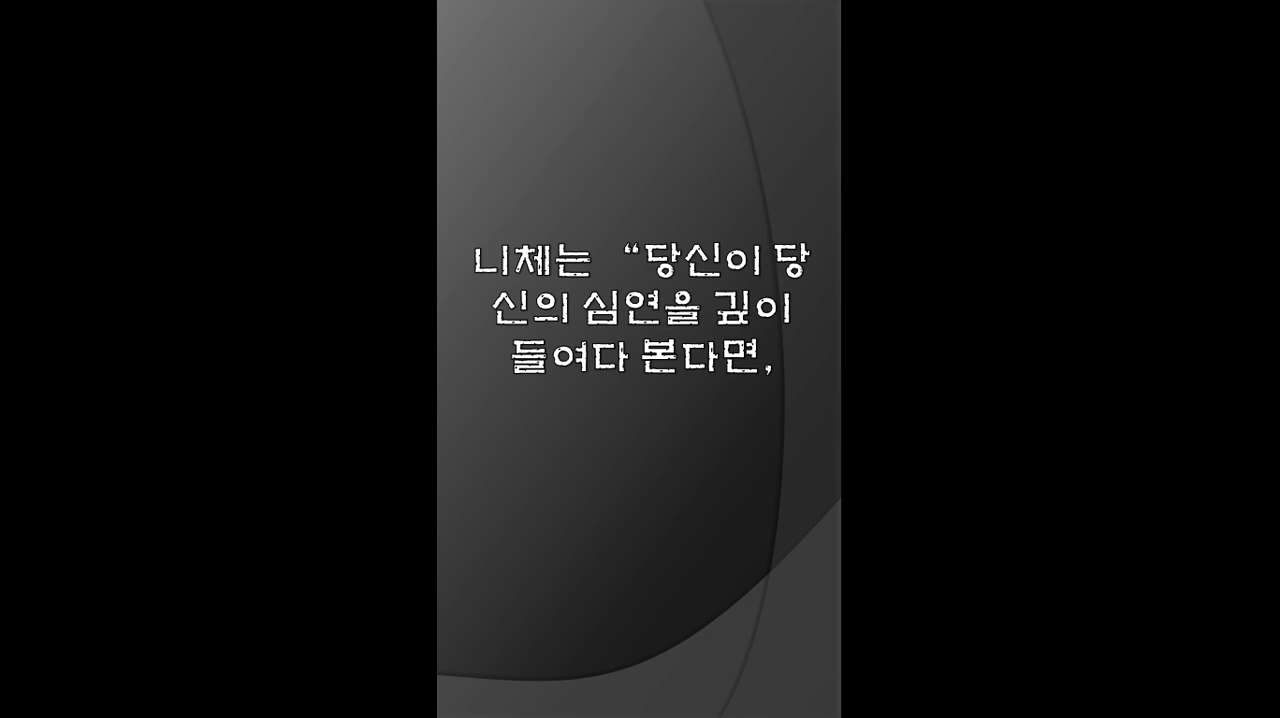 니체는 “당신이 당
신의 심연을 깊이
들여다 본다면,